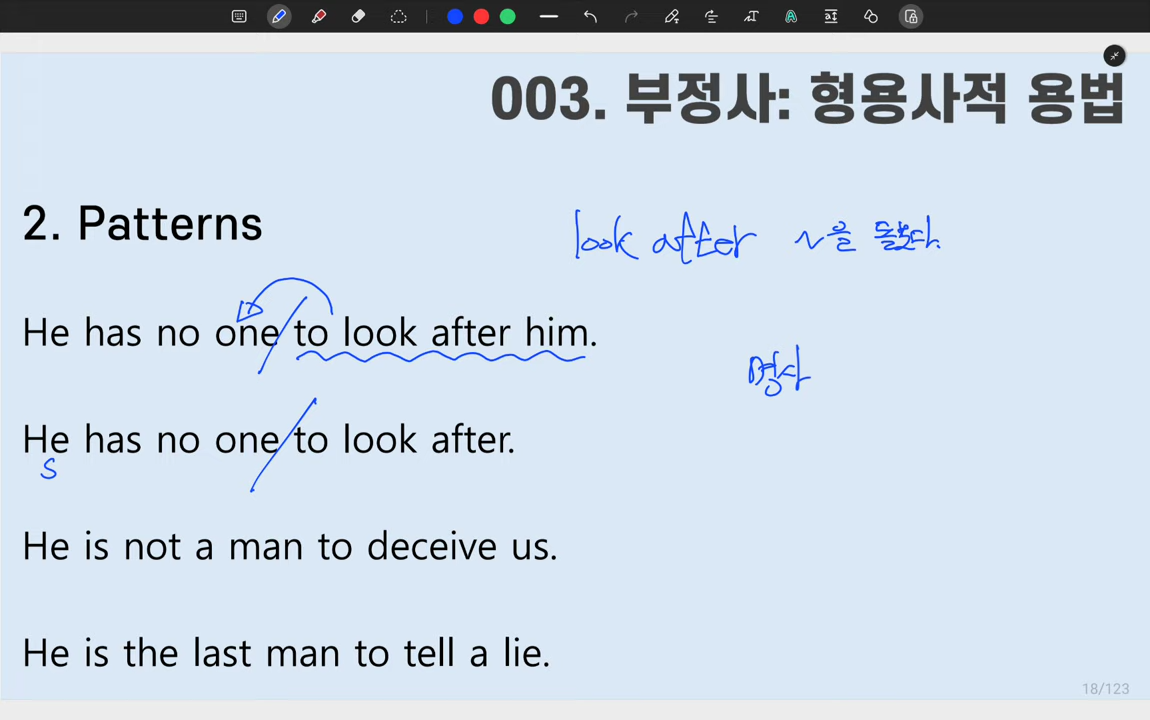 003. 부정사: 형용사적 용법
2. Patterns
look after ~을 돌보다.
He has no one to look after him.
명사
He has no one to look after.
S
He is not a man to deceive us.
He is the last man to tell a lie.
18/123